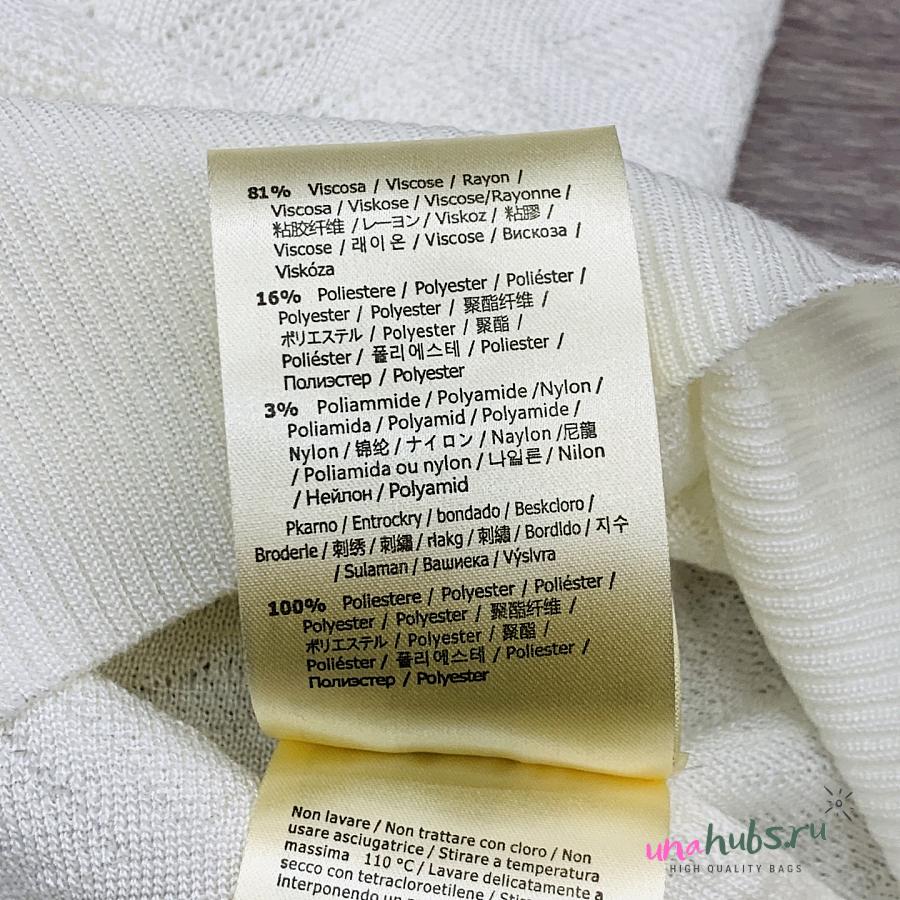 81% Viscosa / Viscose / Rayon /
Viscosa / Viskose / Viscose/Rayonne /
粘胶纤维 / レーヨン / Viskoz / 粘膠 /
Viscose / 래이온 / Viscose / Вискоза /
Viskóza
16% Poliestere / Polyester / Poliéster /
Polyester / Polyester / 聚酯纤维 /
ポリエステル / Polyester / 聚酯 /
Poliéster / 폴리에스테 / Poliester /
Полиэстер / Polyester
3% Poliammide / Polyamide /Nylon /
Poliamida / Polyamid / Polyamide /
Nylon / 锦纶 / ナイロン / Naylon /尼龍
/ Poliamida ou nylon / 나일론 / Nilon
/ Нейлон / Polyamid
Pkarno / Entrockry / bondado / Beskcloro /
Broderle / 刺绣 / 刺繡 / rlakg / 刺繡 / Bordldo / 지수
/ Sulaman / Вашиека / Výslvra
100% Poliestere / Polyester / Poliéster /
Polyester / Polyester / 聚酯纤维 /
ポリエステル / Polyester / 聚酯 /
Poliéster / 폴리에스테 / Poliester /
Полиэстер / Polyester
Non lavare / Non trattare con cloro / Non
usare asciugatrice / Stirare a temperatura
massima 110 °C / Lavare delicatamente a
secco con tetracloroetilene /
Interponendo un
unahubs.ru
HIGH QUALITY BAGS